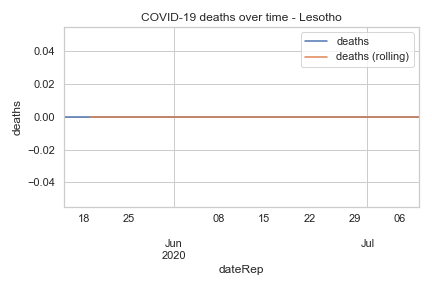 COVID-19 deaths over time - Lesotho
deaths
deaths (rolling)
deaths
0.04
0.02
0.00
−0.02
−0.04
18 25 08 15 22 29 06
Jun Jul
2020
dateRep